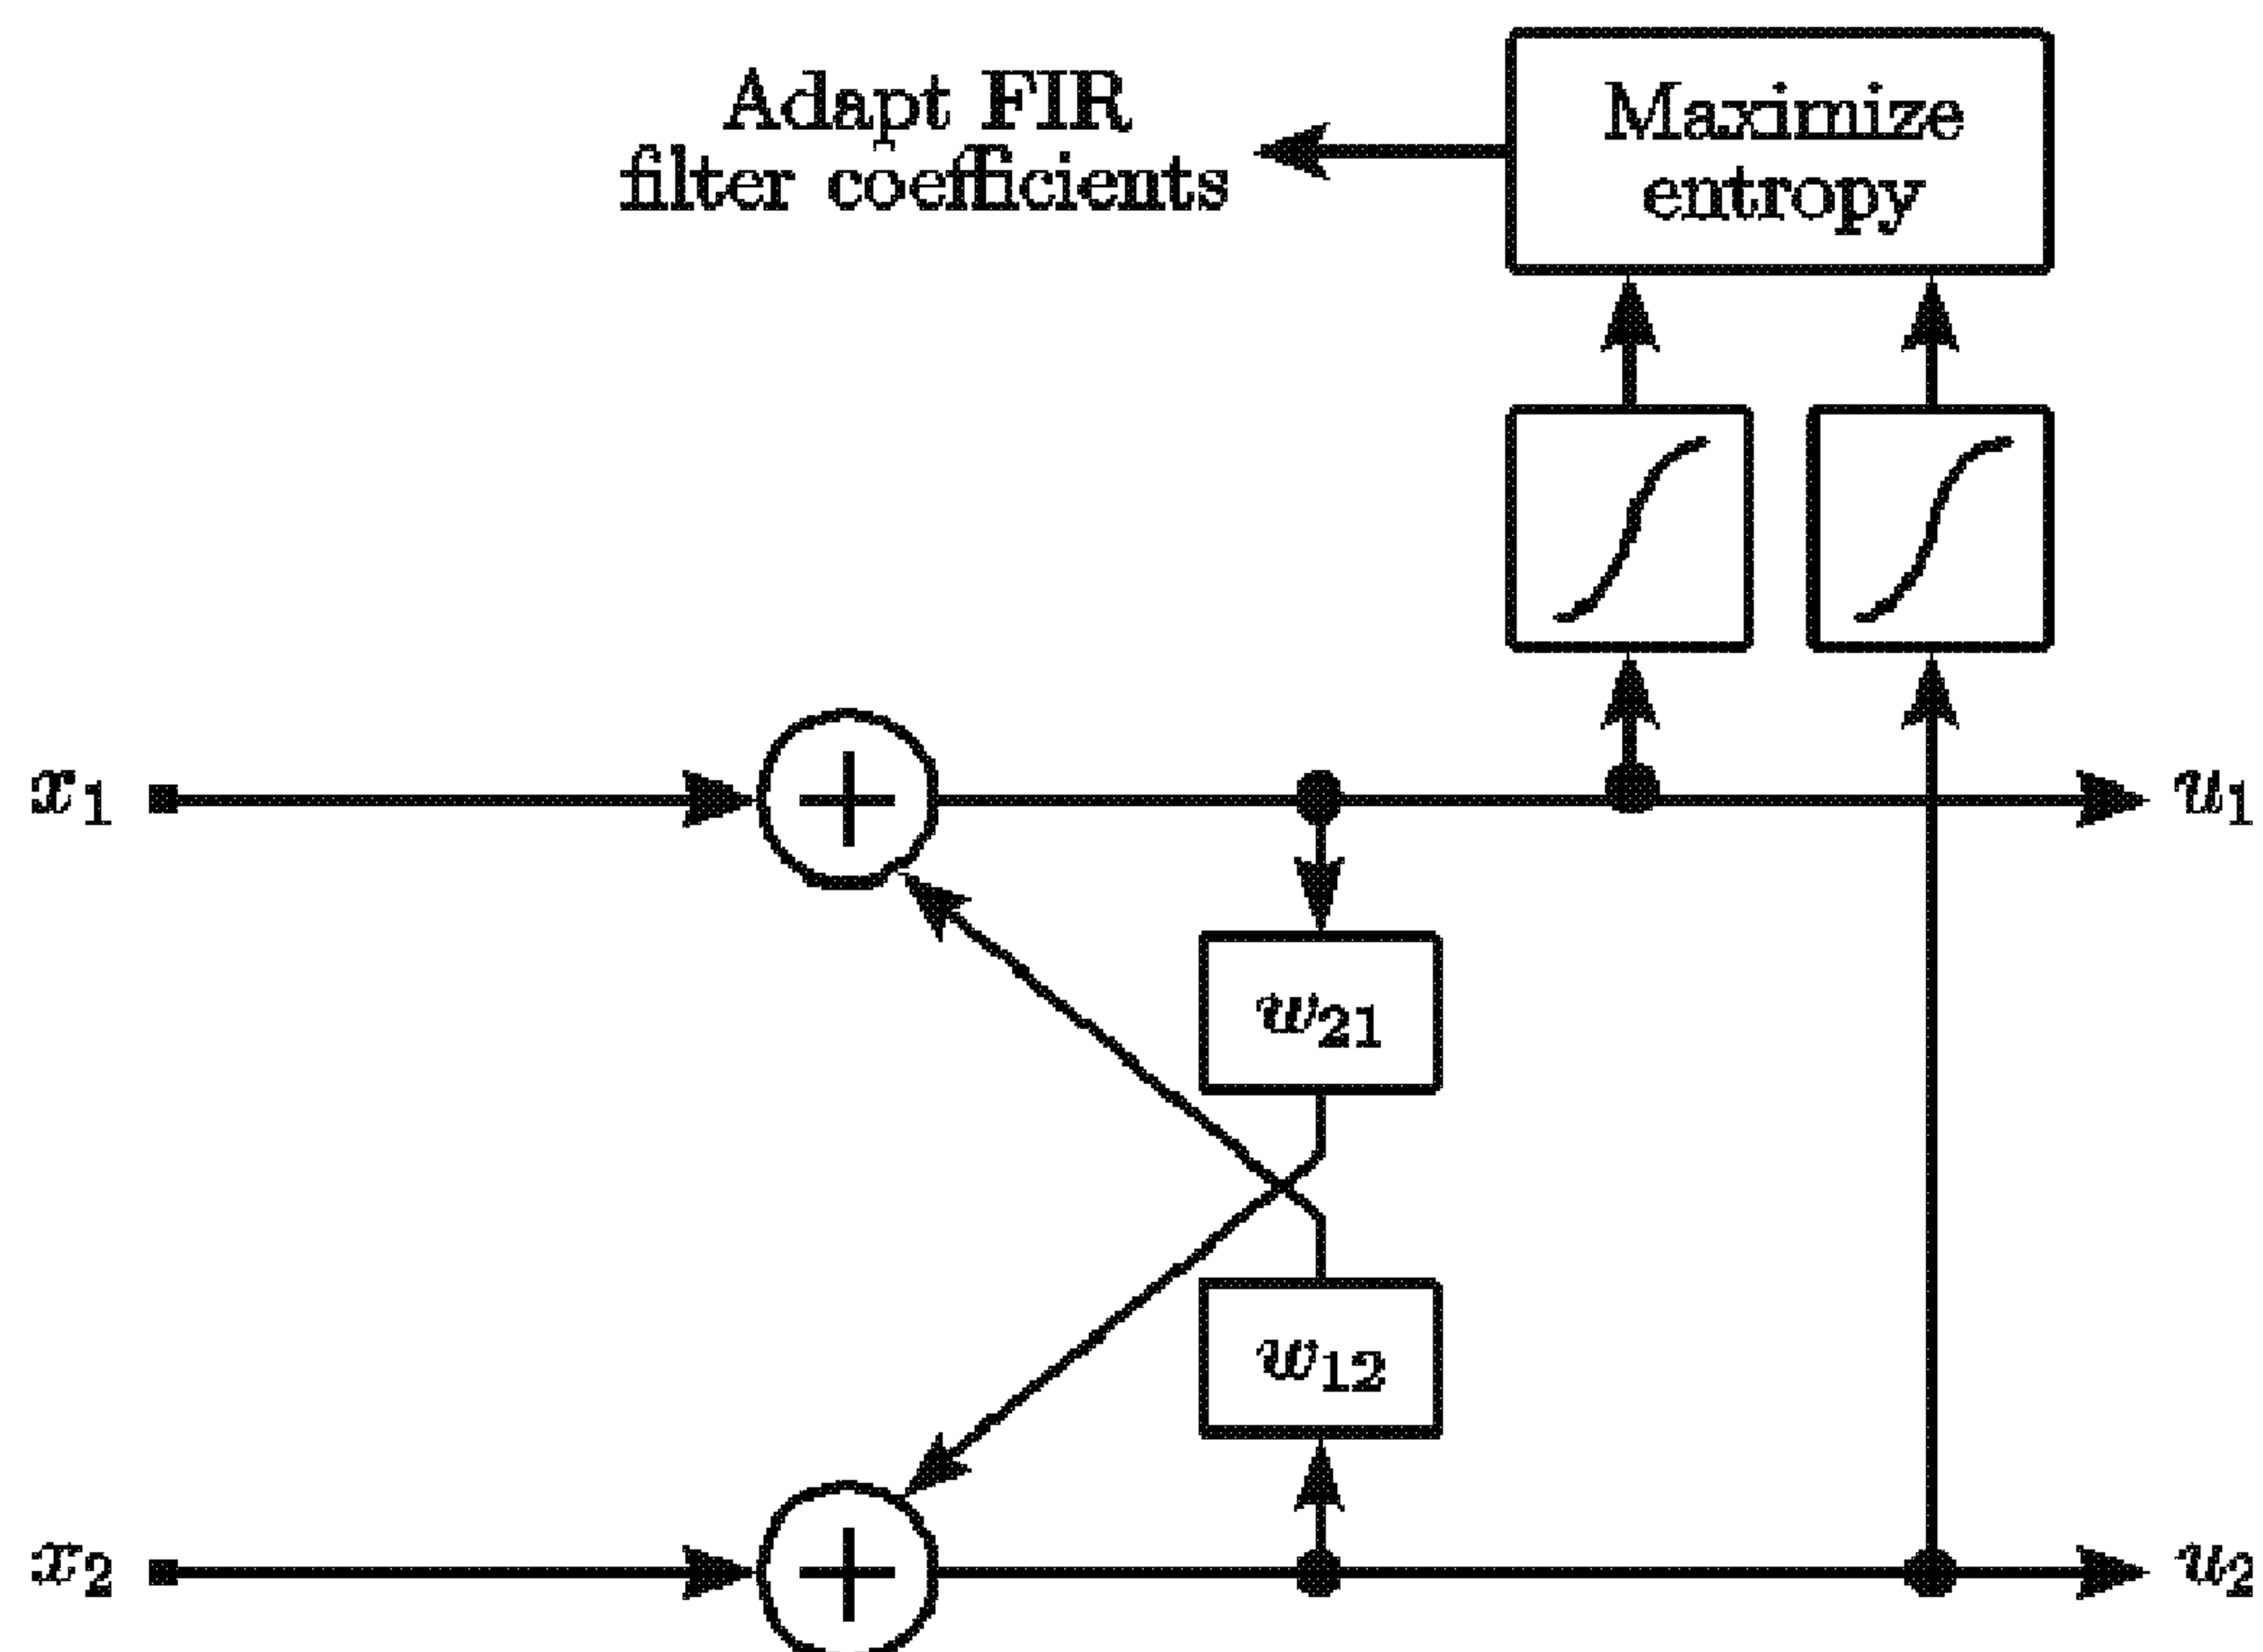 Adapt FIR
filter coefficients
Maximize
entropy
x₁
u₁
w₂₁
w₁₂
x₂
u₂